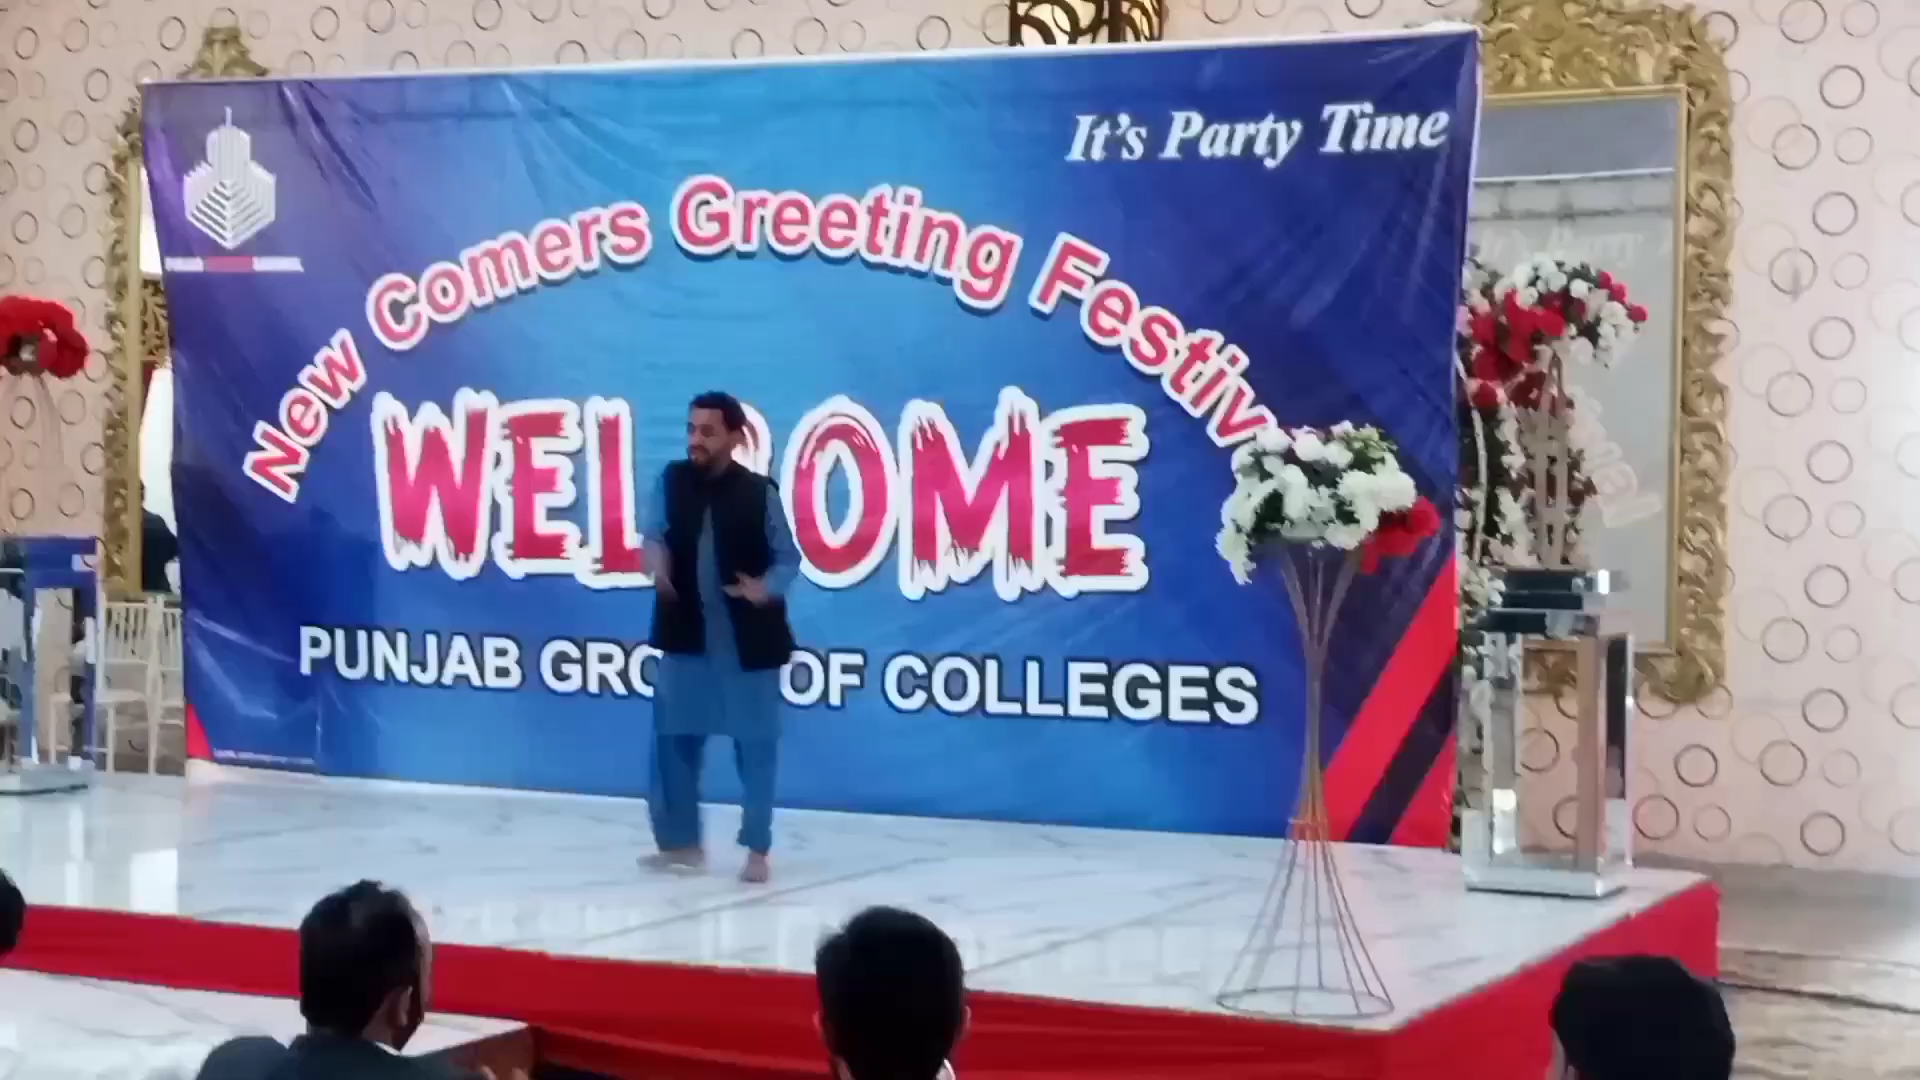 It's Party Time
New Comers Greeting Festiv
WEL OME
PUNJAB GRO OF COLLEGES